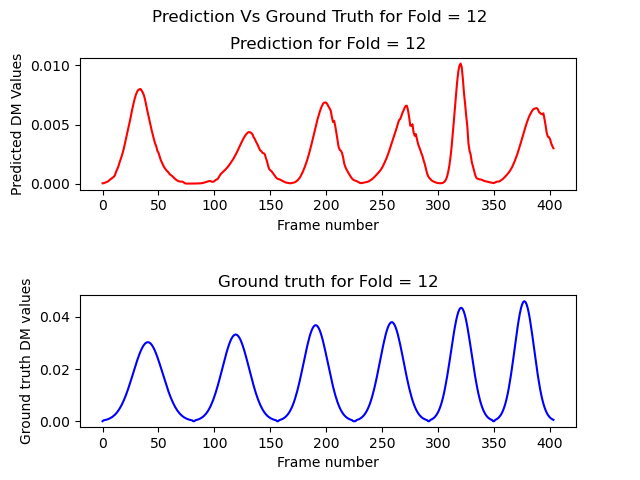 Prediction Vs Ground Truth for Fold = 12
Prediction for Fold = 12
Predicted DM Values
0.010
0.005
0.000
0 50 100 150 200 250 300 350 400
Frame number
Ground truth for Fold = 12
Ground truth DM values
0.04
0.02
0.00
0 50 100 150 200 250 300 350 400
Frame number